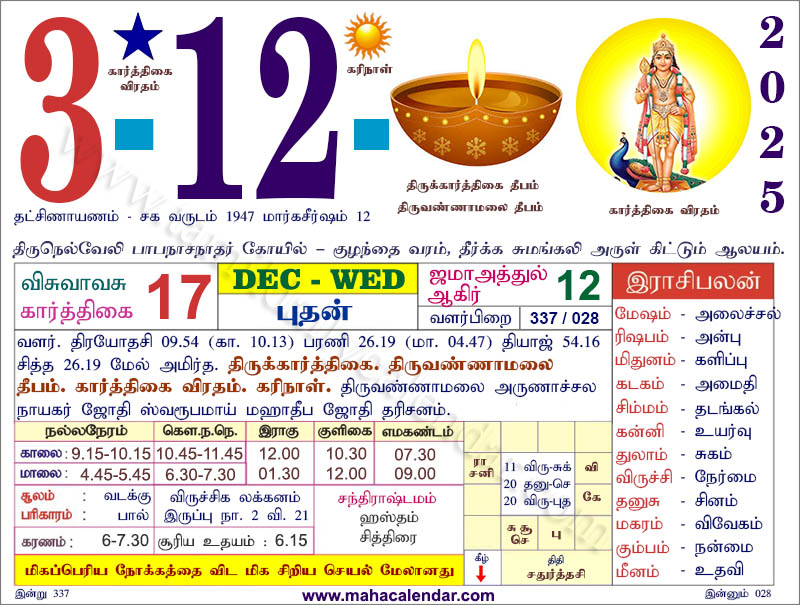 3 - 12 - 2025
கார்த்திகை
விரதம்
கரிநாள்
திருக்கார்த்திகை தீபம்
திருவண்ணாமலை தீபம்
கார்த்திகை விரதம்
தட்சிணாயணம் - சக வருடம் 1947 மார்கசீர்ஷம் 12
திருநெல்வேலி பாபநாசநாதர் கோயில் – குழந்தை வரம், தீர்க்க சுமங்கலி அருள் கிட்டும் ஆலயம்.
விசுவாவசு
கார்த்திகை 17
DEC - WED
புதன்
ஜமாஅத்துல்
ஆகிர் 12
வளர்பிறை 337 / 028
வளர். திரயோதசி 09.54 (கா. 10.13) பரணி 26.19 (மா. 04.47) தியாஜ் 54.16
சித்த 26.19 மேல் அமிர்த. திருக்கார்த்திகை. திருவண்ணாமலை
தீபம். கார்த்திகை விரதம். கரிநாள். திருவண்ணாமலை அருணாச்சல
நாயகர் ஜோதி ஸ்வரூபமாய் மஹாதீப ஜோதி தரிசனம்.
நல்லநேரம் கௌ.ந.நெ. இராகு குளிகை எமகண்டம்
காலை: 9.15-10.15 10.45-11.45 12.00 10.30 07.30
மாலை: 4.45-5.45 6.30-7.30 01.30 12.00 09.00
சூலம் : வடக்கு
பரிகாரம் : பால்
விருச்சிக லக்கனம்
இருப்பு நா. 2 வி. 21
சந்திராஷ்டமம்
ஹஸ்தம்
சித்திரை
கரணம் : 6-7.30 சூரிய உதயம் : 6.15
மிகப்பெரிய நோக்கத்தை விட மிக சிறிய செயல் மேலானது
ரா
சனி
11 விரு-சுக்
20 தனு-செ
20 விரு-புத
வி
கே
சு சூ
செ
பு
கீழ்
திதி
சதுர்த்தசி
இராசிபலன்
மேஷம் - அலைச்சல்
ரிஷபம் - அன்பு
மிதுனம் - களிப்பு
கடகம் - அமைதி
சிம்மம் - தடங்கல்
கன்னி - உயர்வு
துலாம் - சுகம்
விருச்சி - நேர்மை
தனுசு - சினம்
மகரம் - விவேகம்
கும்பம் - நன்மை
மீனம் - உதவி
இன்று 337
www.mahacalendar.com
இன்னும் 028